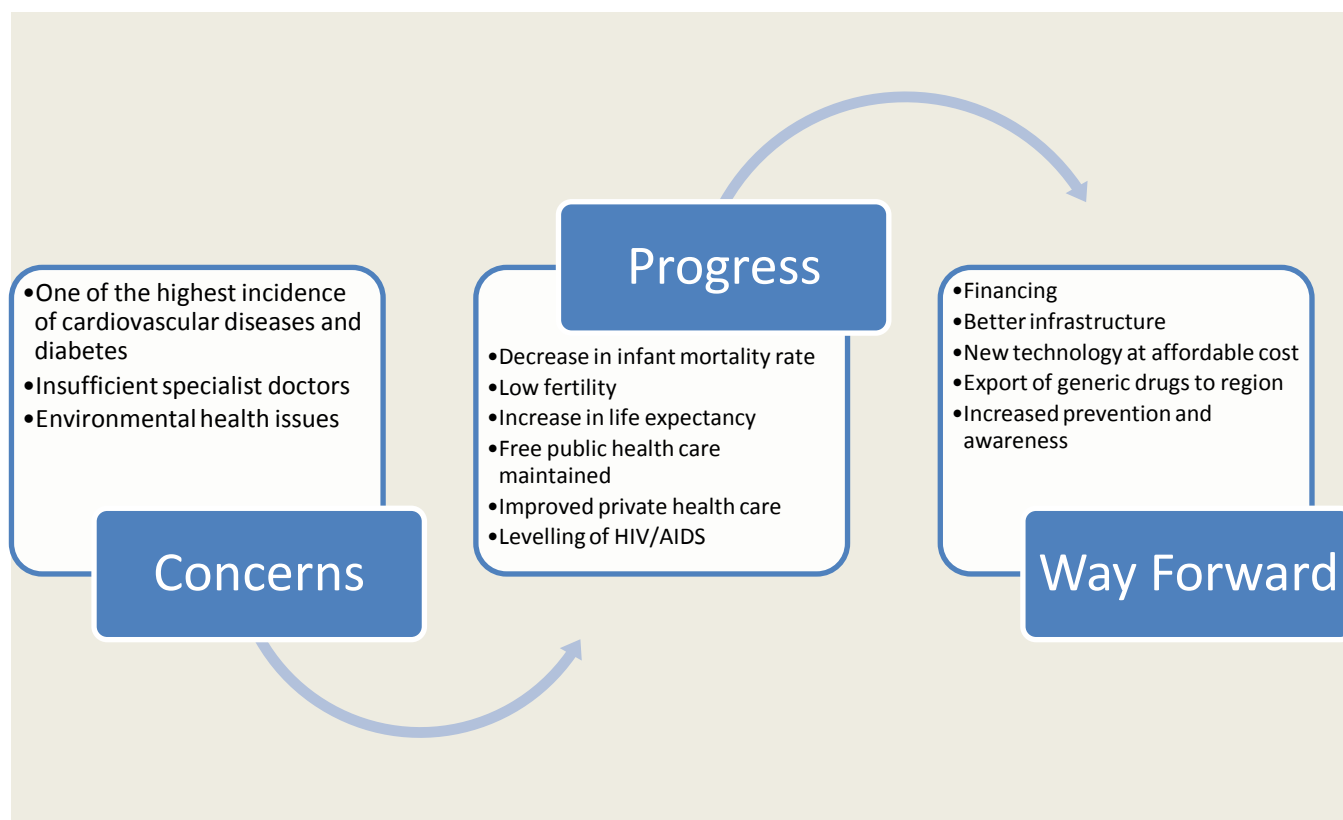 •One of the highest incidence
of cardiovascular diseases and
diabetes
•Insufficient specialist doctors
•Environmental health issues
Concerns
Progress
•Decrease in infant mortality rate
•Low fertility
•Increase in life expectancy
•Free public health care
maintained
•Improved private health care
•Levelling of HIV/AIDS
•Financing
•Better infrastructure
•New technology at affordable cost
•Export of generic drugs to region
•Increased prevention and
awareness
Way Forward